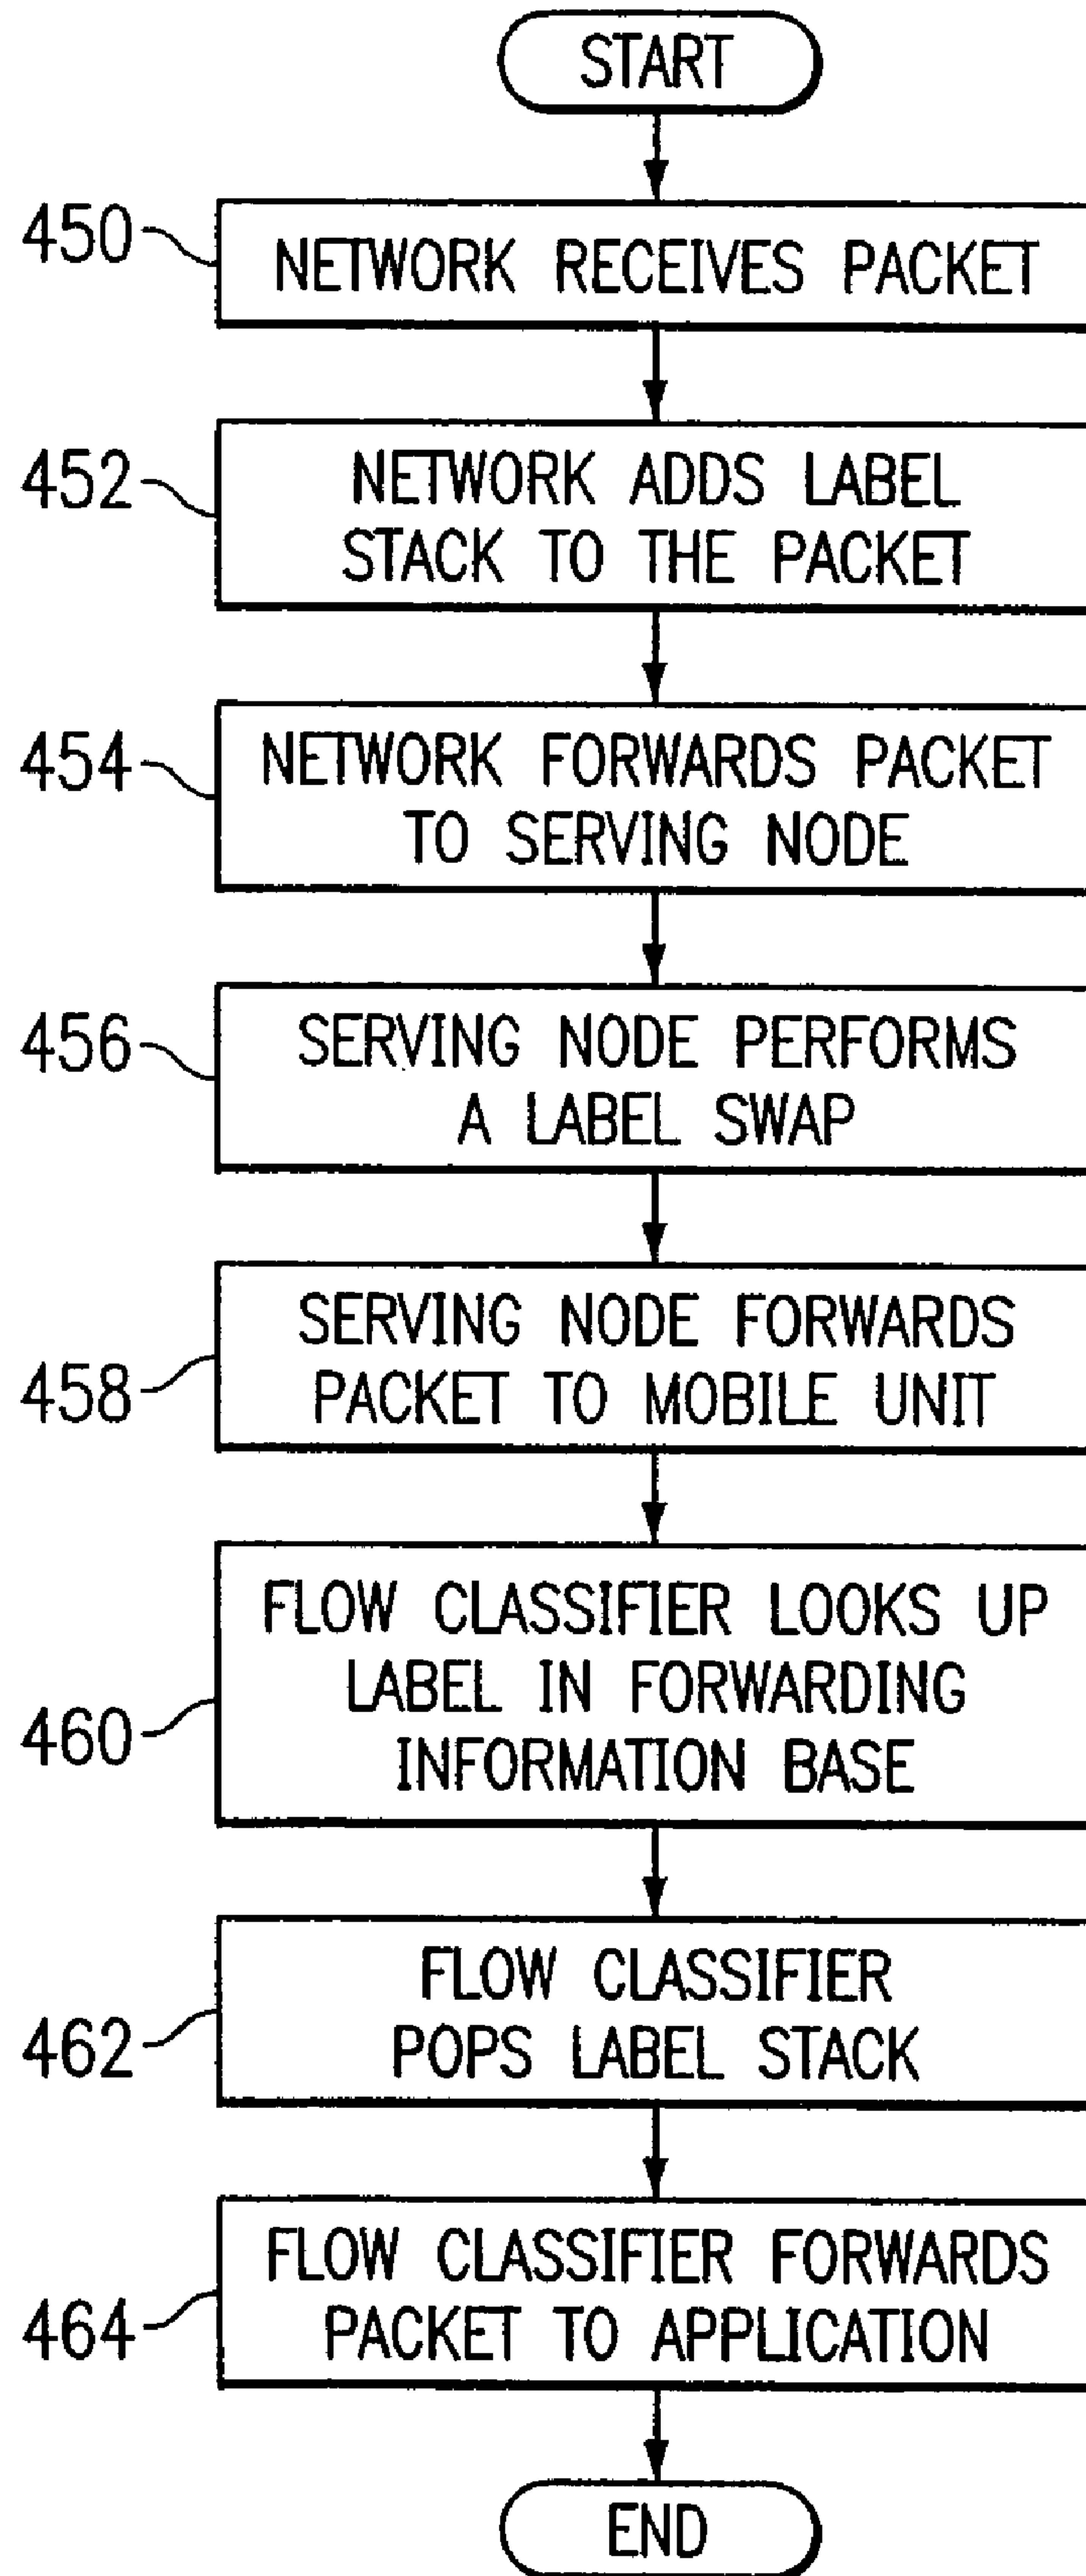 START
450
NETWORK RECEIVES PACKET
452
NETWORK ADDS LABEL
STACK TO THE PACKET
454
NETWORK FORWARDS PACKET
TO SERVING NODE
456
SERVING NODE PERFORMS
A LABEL SWAP
458
SERVING NODE FORWARDS
PACKET TO MOBILE UNIT
460
FLOW CLASSIFIER LOOKS UP
LABEL IN FORWARDING
INFORMATION BASE
462
FLOW CLASSIFIER
POPS LABEL STACK
464
FLOW CLASSIFIER FORWARDS
PACKET TO APPLICATION
END